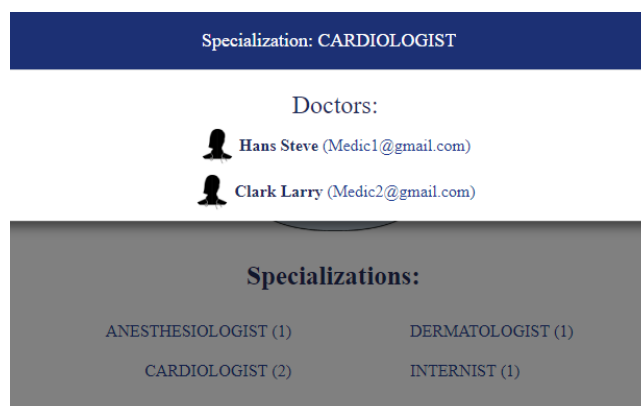 Specialization: CARDIOLOGIST
Doctors:
Hans Steve (Medic1@gmail.com)
Clark Larry (Medic2@gmail.com)
Specializations:
ANESTHESIOLOGIST (1) DERMATOLOGIST (1)
CARDIOLOGIST (2) INTERNIST (1)